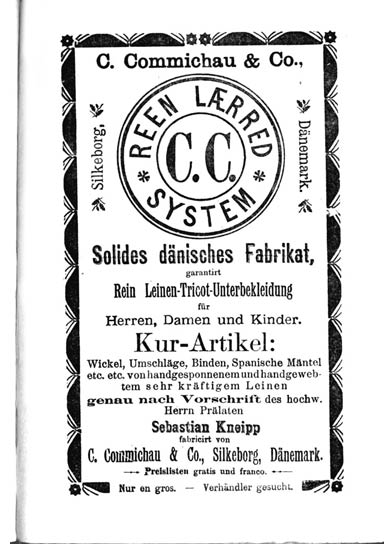 C. Commichau & Co.,
REEN LÆRRED
C.C.
SYSTEM
Silkeborg,
Dänemark.
Solides dänisches Fabrikat,
garantirt
Rein Leinen-Tricot-Unterbekleidung
für
Herren, Damen und Kinder.
Kur-Artikel:
Wickel, Umschläge, Binden, Spanische Mäntel
etc. etc. von handgesponnenem und handgeweb-
tem sehr kräftigem Leinen
genau nach Vorschrift des hochw.
Herrn Prälaten
Sebastian Kneipp
fabricirt von
C. Commichau & Co., Silkeborg, Dänemark.
Preislisten gratis und franco.
Nur en gros. — Verhändler gesucht.